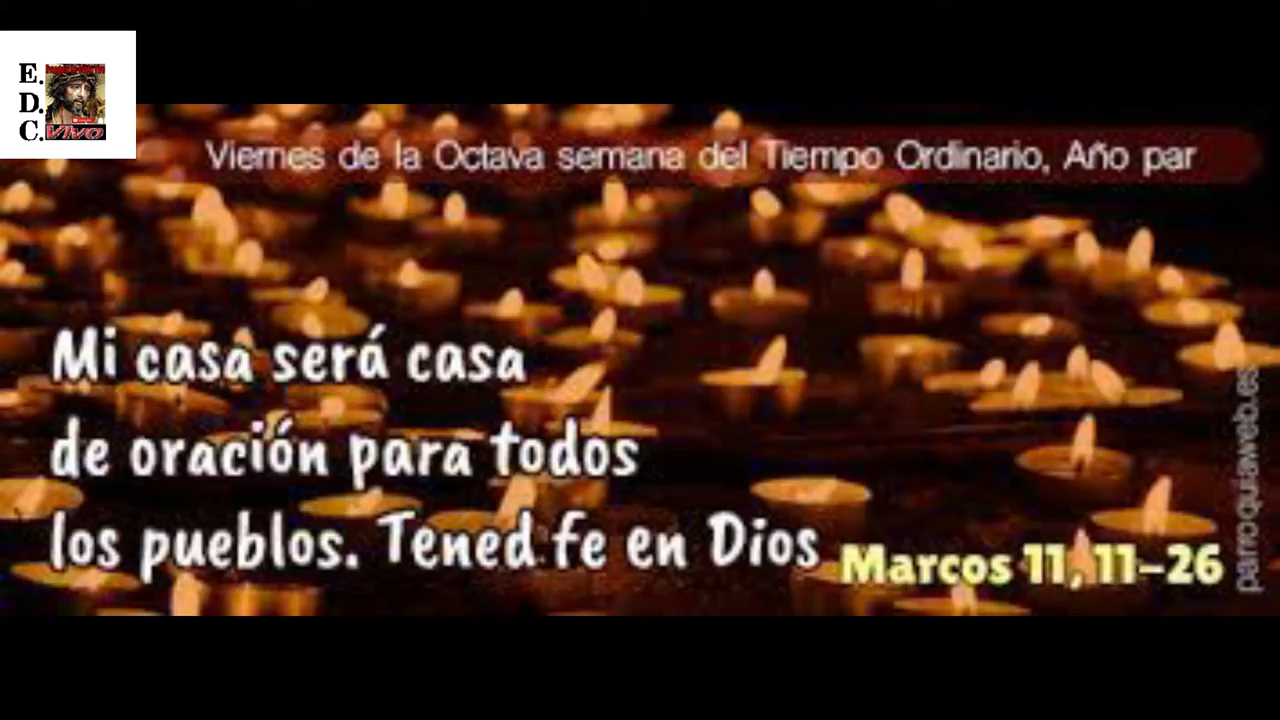 E.
D.
C.
Vivo
Viernes de la Octava semana del Tiempo Ordinario, Año par
Mi casa será casa
de oración para todos
los pueblos. Tened fe en Dios
Marcos 11, 11-26
parroquiaweb.es